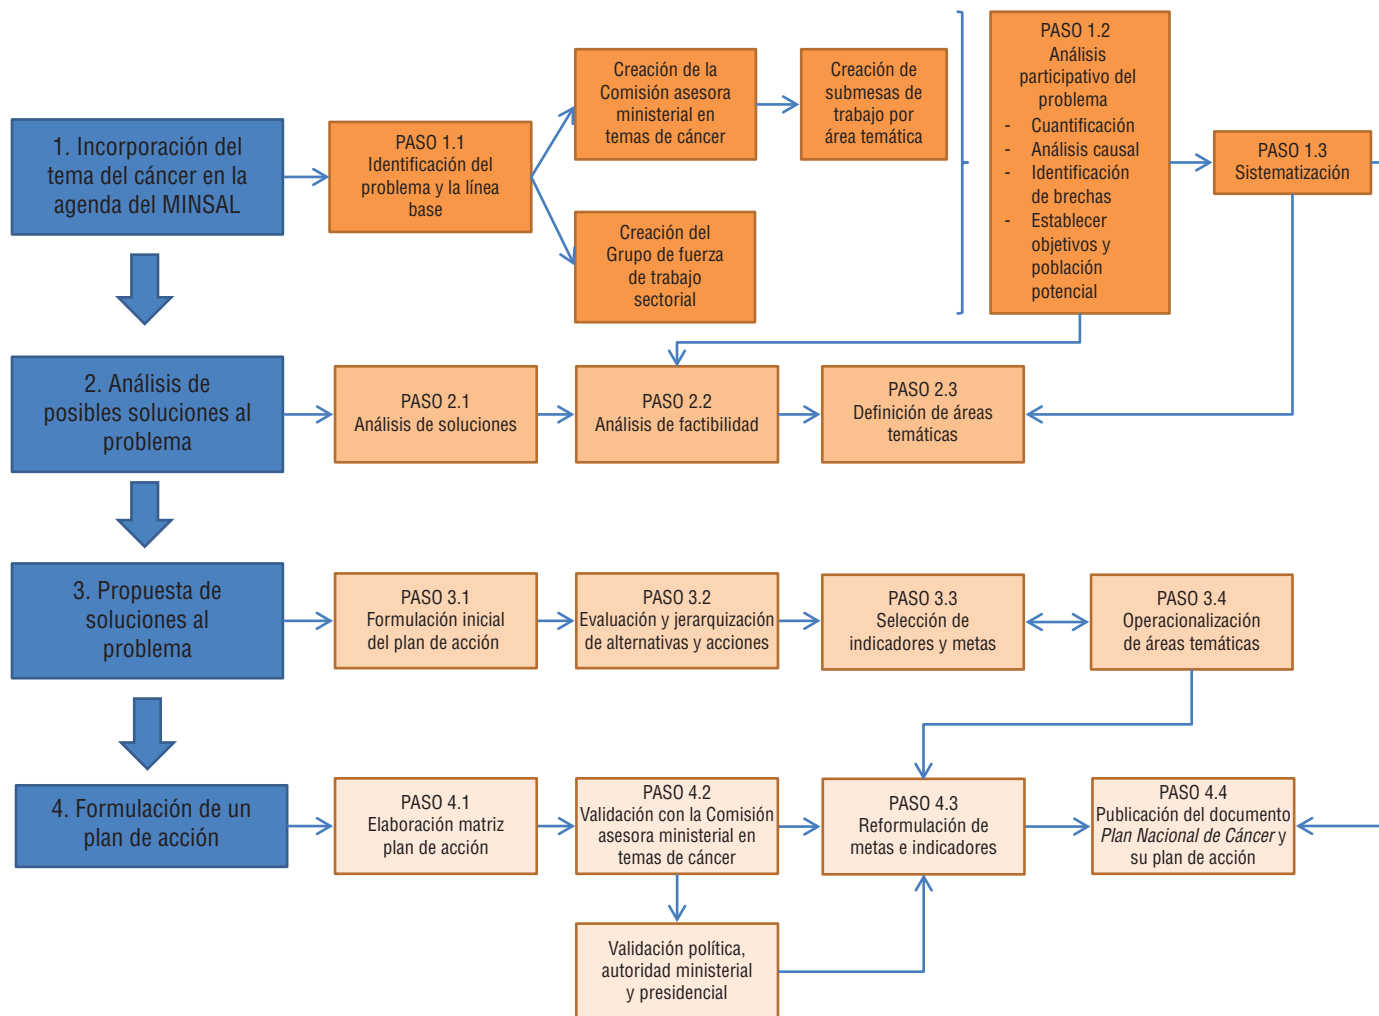 1. Incorporación del
tema del cáncer en la
agenda del MINSAL
PASO 1.1
Identificación del
problema y la línea
base
Creación de la
Comisión asesora
ministerial en
temas de cáncer
Creación de
submesas de
trabajo por
área temática
Creación del
Grupo de fuerza
de trabajo
sectorial
PASO 1.2
Análisis
participativo del
problema
- Cuantificación
- Análisis causal
- Identificación
de brechas
- Establecer
objetivos y
población
potencial
PASO 1.3
Sistematización
2. Análisis de
posibles soluciones al
problema
PASO 2.1
Análisis de soluciones
PASO 2.2
Análisis de factibilidad
PASO 2.3
Definición de áreas
temáticas
3. Propuesta de
soluciones al
problema
PASO 3.1
Formulación inicial
del plan de acción
PASO 3.2
Evaluación y jerarquización
de alternativas y acciones
PASO 3.3
Selección de
indicadores y metas
PASO 3.4
Operacionalización
de áreas temáticas
4. Formulación de un
plan de acción
PASO 4.1
Elaboración matriz
plan de acción
PASO 4.2
Validación con la Comisión
asesora ministerial en
temas de cáncer
PASO 4.3
Reformulación de
metas e indicadores
PASO 4.4
Publicación del documento
Plan Nacional de Cáncer y
su plan de acción
Validación política,
autoridad ministerial
y presidencial